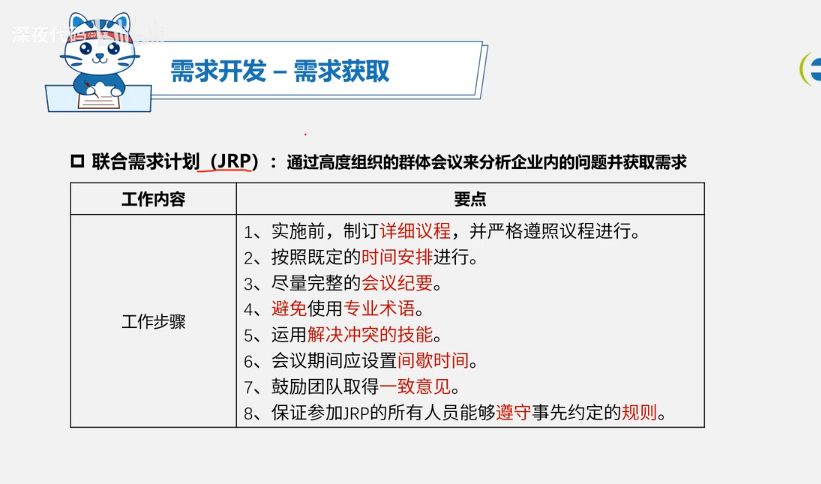 深夜代码
需求开发 – 需求获取
联合需求计划（JRP）：通过高度组织的群体会议来分析企业内的问题并获取需求
工作内容
要点
工作步骤
1、实施前，制订详细议程，并严格遵照议程进行。
2、按照既定的时间安排进行。
3、尽量完整的会议纪要。
4、避免使用专业术语。
5、运用解决冲突的技能。
6、会议期间应设置间歇时间。
7、鼓励团队取得一致意见。
8、保证参加JRP的所有人员能够遵守事先约定的规则。